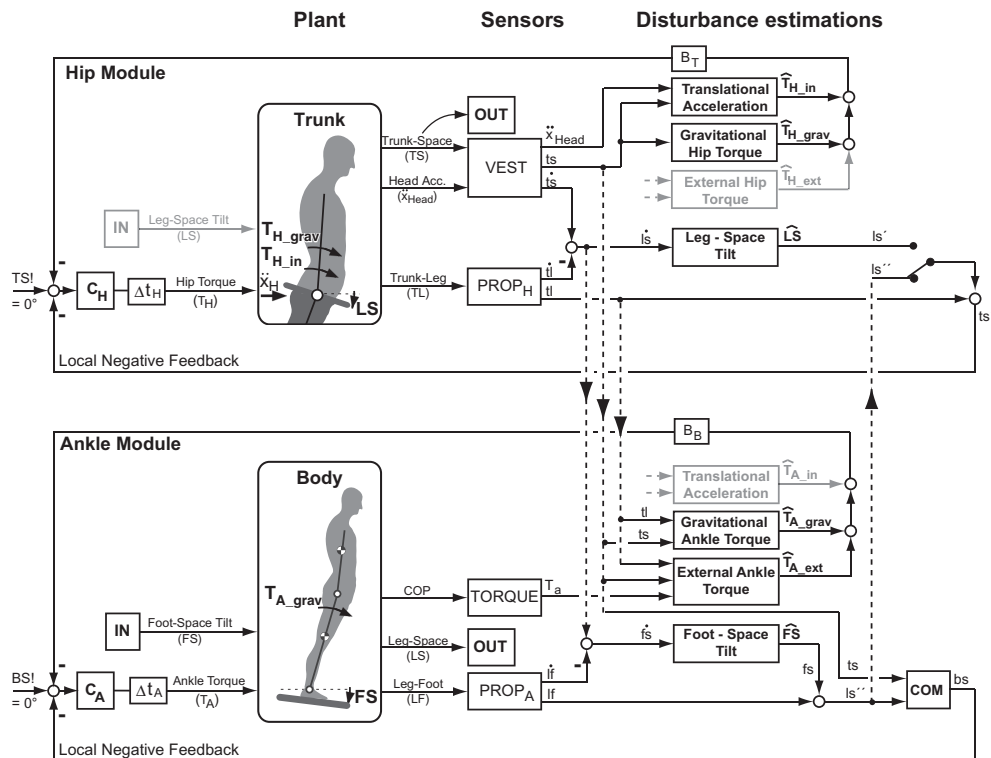 Plant
Sensors
Disturbance estimations
Hip Module
B_T
Trunk
Trunk-Space
(TS)
OUT
Head Acc.
(ẍ_Head)
VEST
ẍ_Head
ts
ṫs
Translational
Acceleration
T̂_H_in
Gravitational
Hip Torque
T̂_H_grav
External Hip
Torque
T̂_H_ext
IN
Leg-Space Tilt
(LS)
T_H_grav
T_H_in
ẍ_H
LS
TS!
= 0°
-
-
C_H
Δt_H
Hip Torque
(T_H)
Trunk-Leg
(TL)
PROP_H
-
ṫl
tl
l̇s
Leg - Space
Tilt
L̂S
ls´
ls´´
ts
Local Negative Feedback
Ankle Module
B_B
Body
T_A_grav
FS
Translational
Acceleration
T̂_A_in
tl
ts
Gravitational
Ankle Torque
T̂_A_grav
External Ankle
Torque
T̂_A_ext
COP
TORQUE
T_a
IN
Foot-Space Tilt
(FS)
Leg-Space
(LS)
OUT
ḟs
Foot - Space
Tilt
F̂S
fs
ts
BS!
= 0°
-
-
C_A
Δt_A
Ankle Torque
(T_A)
Leg-Foot
(LF)
PROP_A
-
l̇f
lf
ls´´
COM
bs
Local Negative Feedback